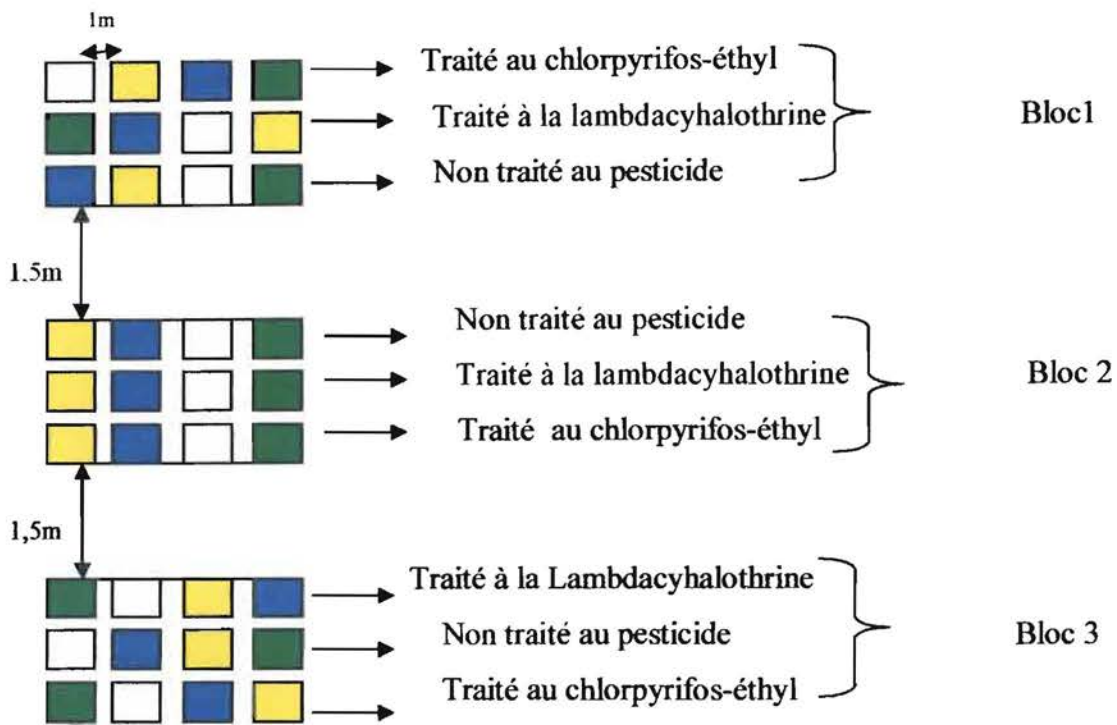 1m
Traité au chlorpyrifos-éthyl
Traité à la lambdacyhalothrine
Bloc1
Non traité au pesticide
1.5m
Non traité au pesticide
Traité à la lambdacyhalothrine
Bloc 2
Traité au chlorpyrifos-éthyl
1,5m
Traité à la Lambdacyhalothrine
Non traité au pesticide
Bloc 3
Traité au chlorpyrifos-éthyl